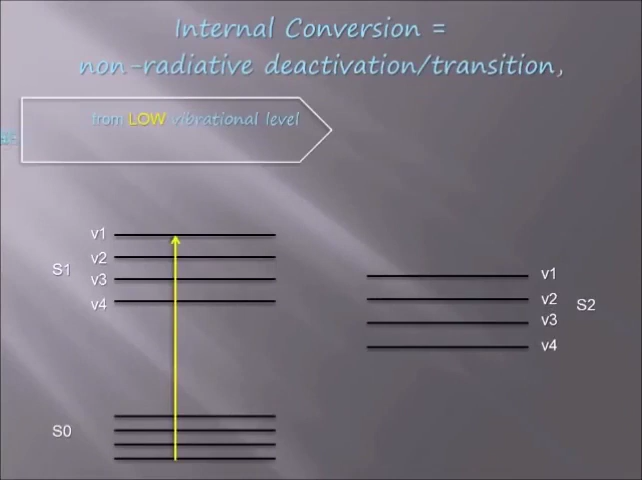 Internal Conversion =
non-radiative deactivation/transition,
from LOW vibrational level
v1
v2
S1
v3
v4
v1
v2
S2
v3
v4
S0